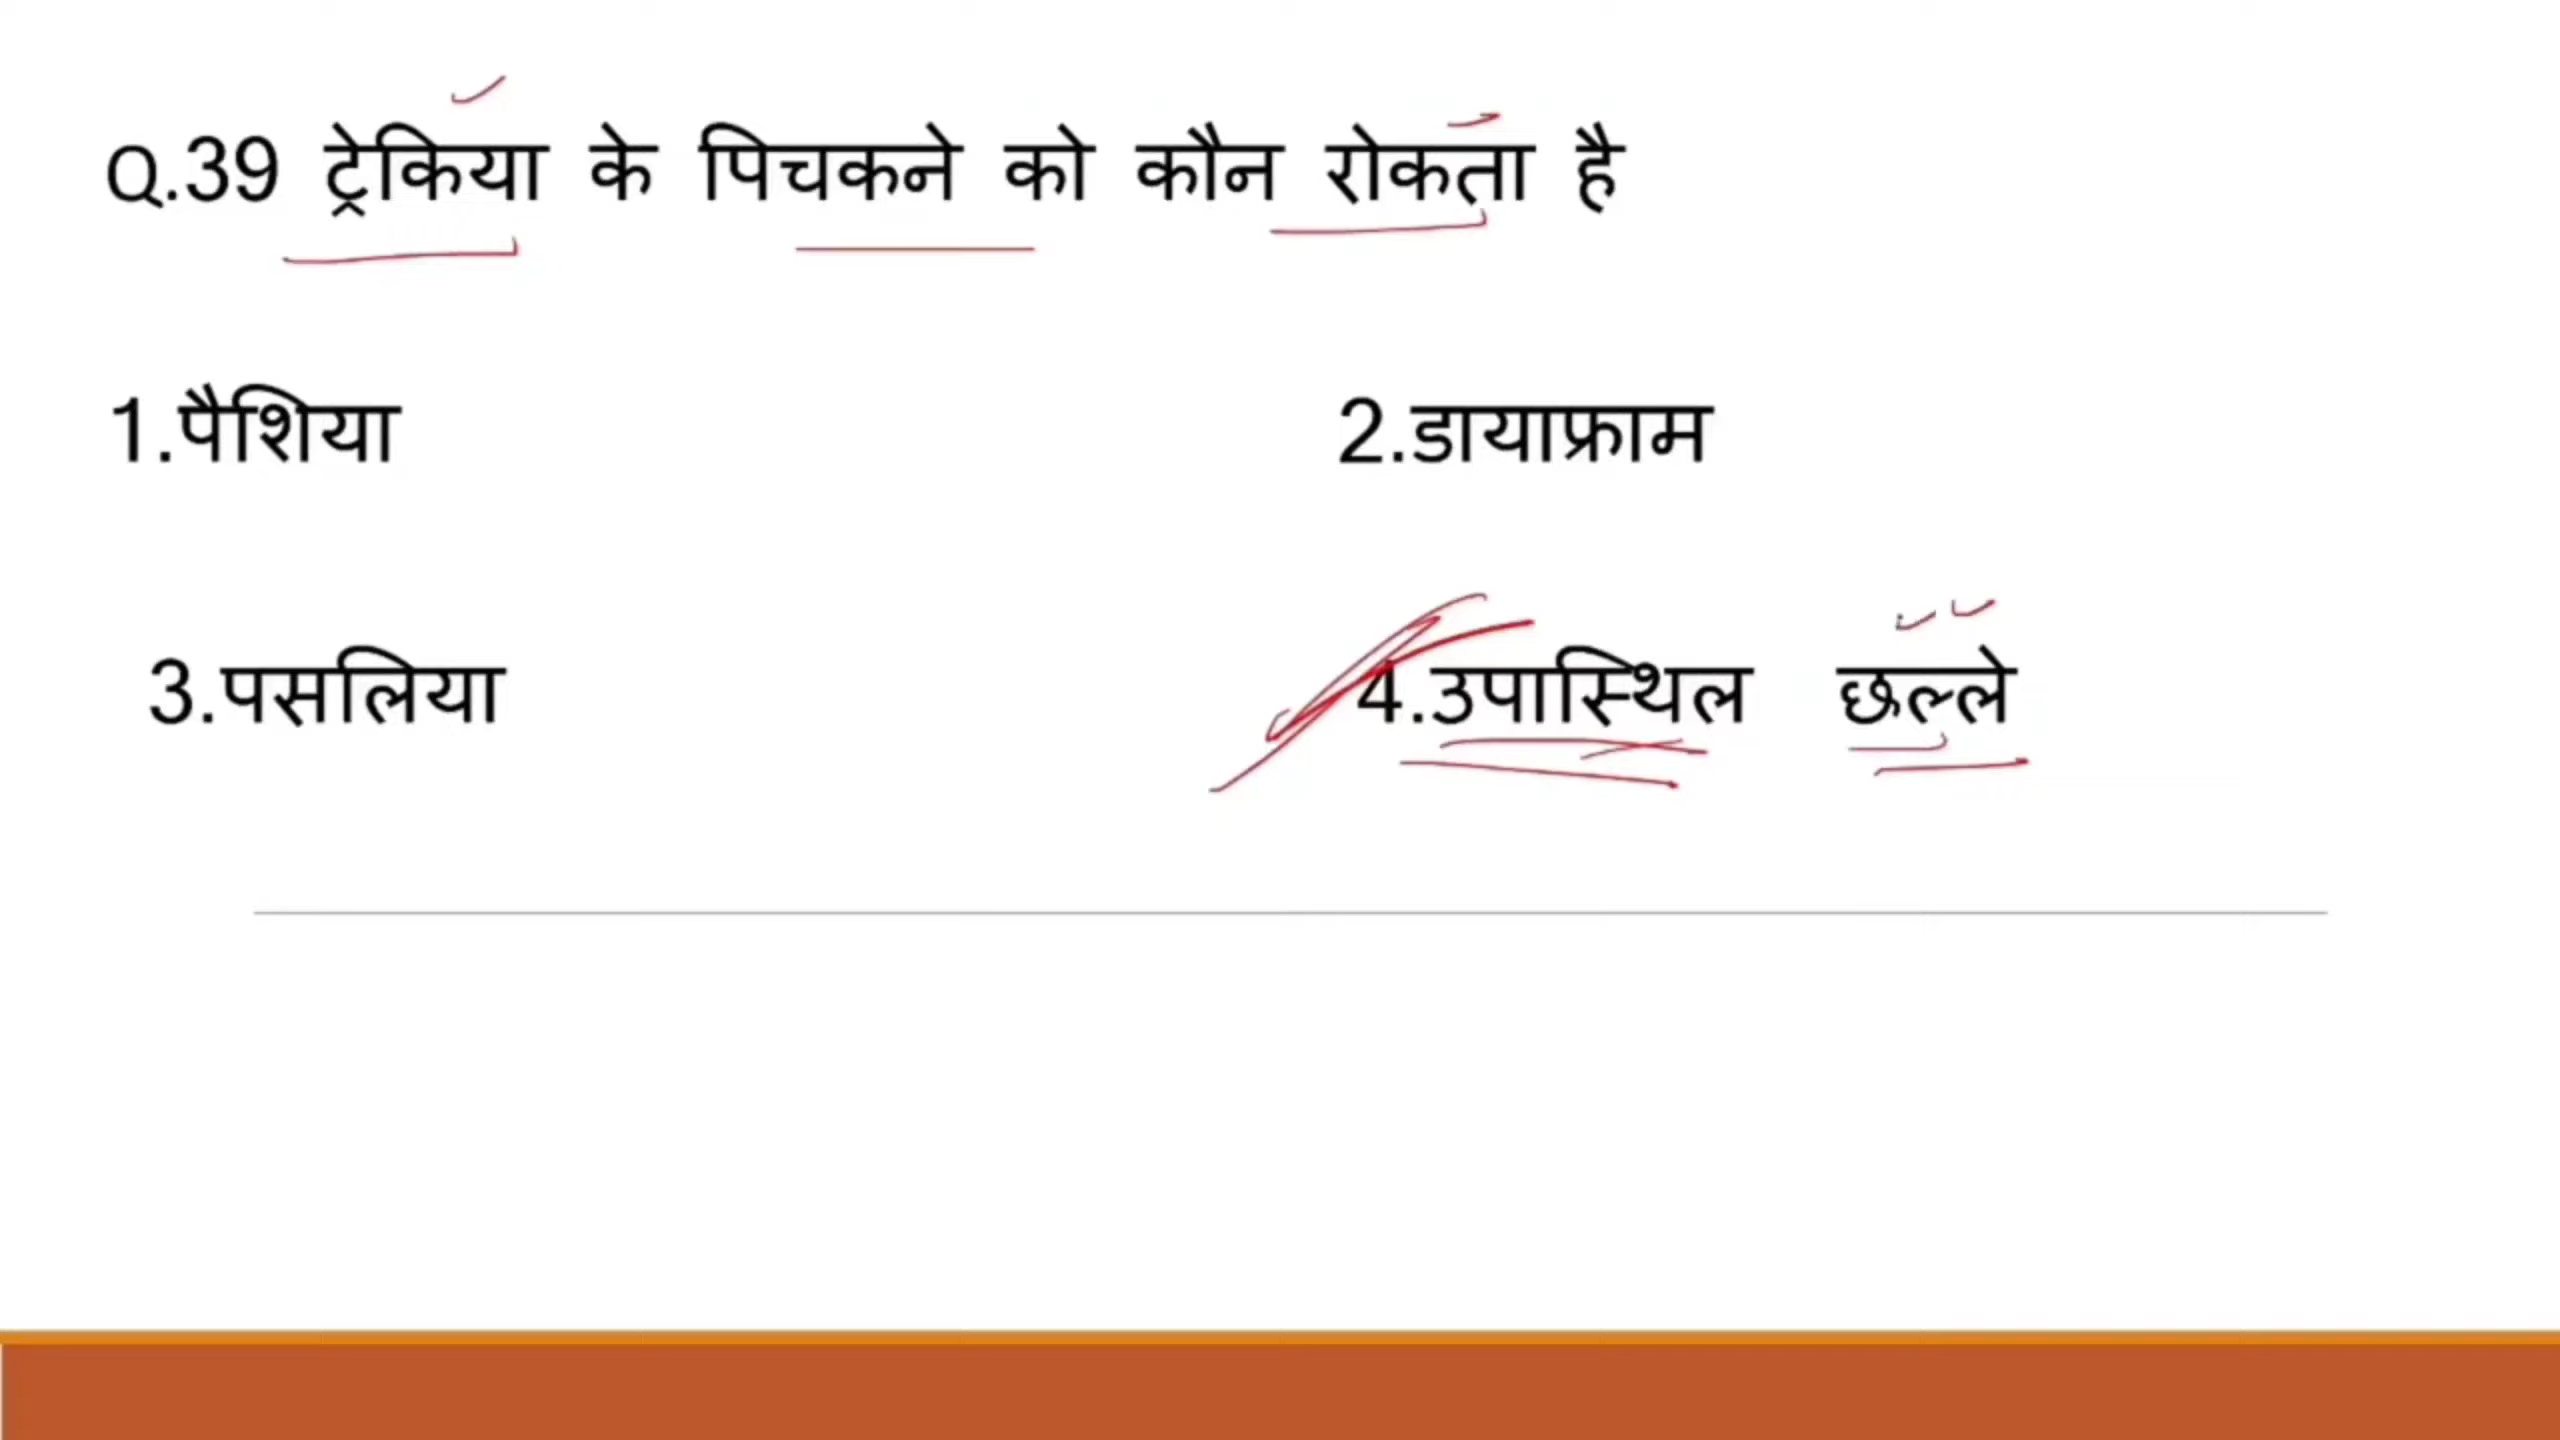 Q.39 ट्रेकिया के पिचकने को कौन रोकता है
1.पैशिया 2.डायाफ्राम
3.पसलिया 4.उपास्थिल छल्ले